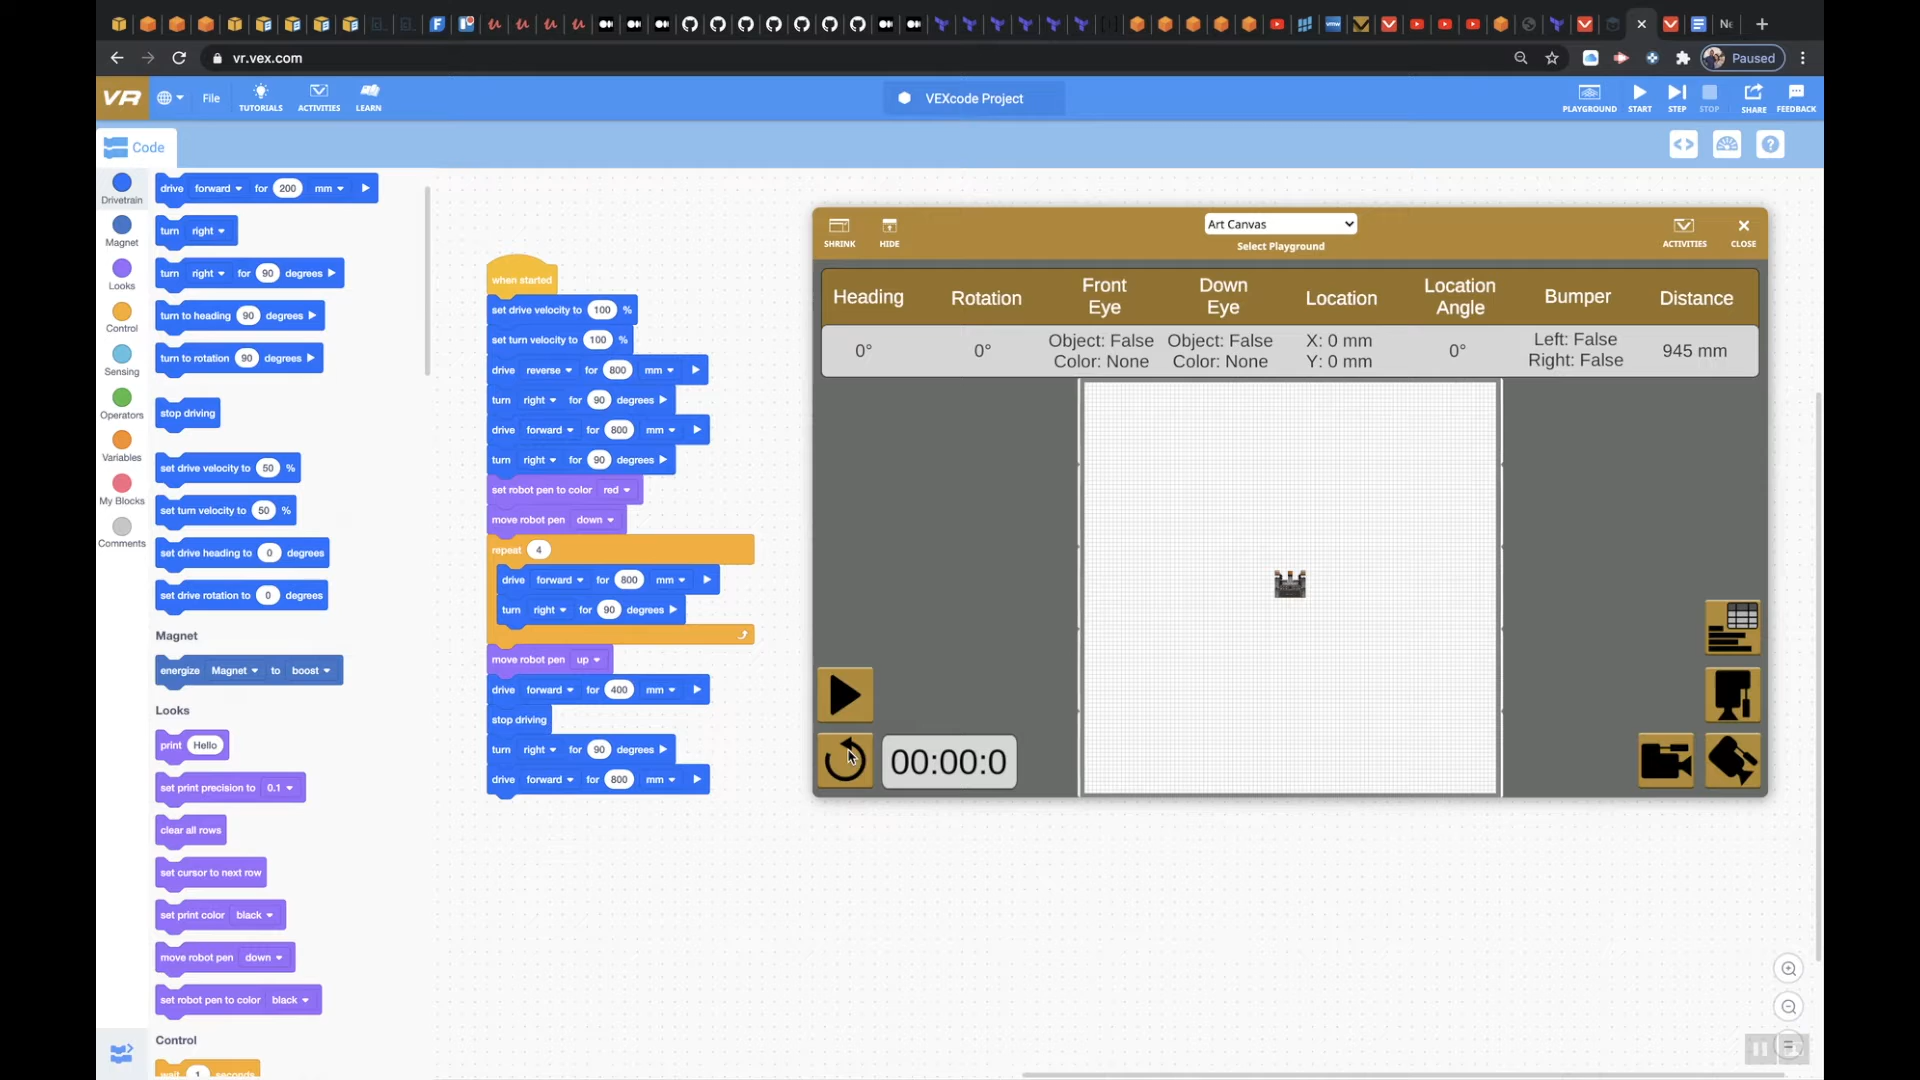 vr.vex.com
Paused
VR
File
TUTORIALS
ACTIVITIES
LEARN
VEXcode Project
PLAYGROUND
START
STEP
STOP
SHARE
FEEDBACK
Code
Drivetrain
Magnet
Looks
Control
Sensing
Operators
Variables
My Blocks
Comments
drive forward for 200 mm
turn right
turn right for 90 degrees
turn to heading 90 degrees
turn to rotation 90 degrees
stop driving
set drive velocity to 50 %
set turn velocity to 50 %
set drive heading to 0 degrees
set drive rotation to 0 degrees
Magnet
energize Magnet to boost
Looks
print Hello
set print precision to 0.1
clear all rows
set cursor to next row
set print color black
move robot pen down
set robot pen to color black
Control
wait 1 seconds
when started
set drive velocity to 100 %
set turn velocity to 100 %
drive reverse for 800 mm
turn right for 90 degrees
drive forward for 800 mm
turn right for 90 degrees
set robot pen to color red
move robot pen down
repeat 4
drive forward for 800 mm
turn right for 90 degrees
move robot pen up
drive forward for 400 mm
stop driving
turn right for 90 degrees
drive forward for 800 mm
SHRINK
HIDE
Art Canvas
Select Playground
ACTIVITIES
CLOSE
Heading Rotation Front Eye Down Eye Location Location Angle Bumper Distance
0° 0° Object: False Object: False X: 0 mm 0° Left: False 945 mm
Color: None Color: None Y: 0 mm Right: False
00:00:0